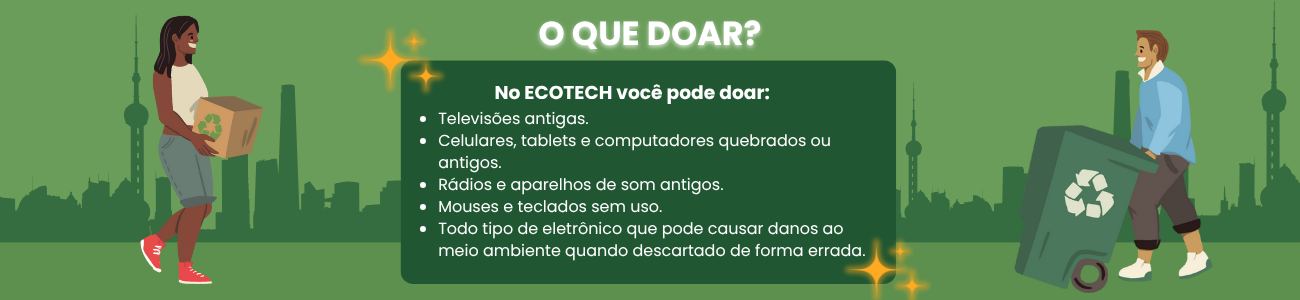 O QUE DOAR?
No ECOTECH você pode doar:
• Televisões antigas.
• Celulares, tablets e computadores quebrados ou
antigos.
• Rádios e aparelhos de som antigos.
• Mouses e teclados sem uso.
• Todo tipo de eletrônico que pode causar danos ao
meio ambiente quando descartado de forma errada.